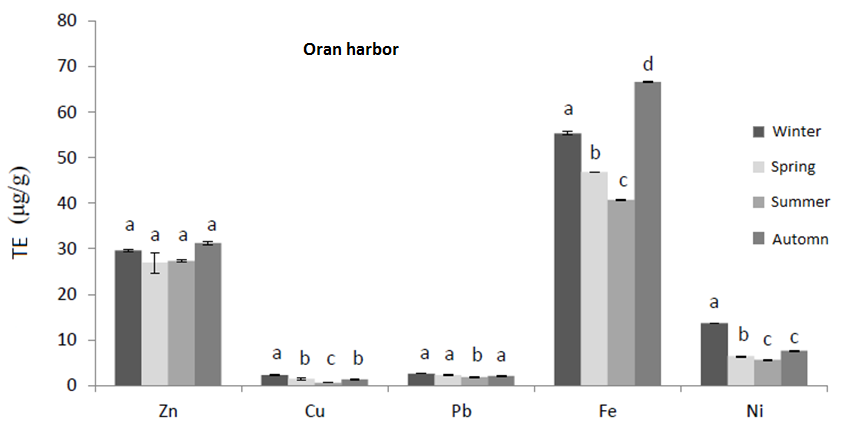 Oran harbor
TE (µg/g)
80
70
60
50
40
30
20
10
0
a a a a
a b c b
a a b a
a b c d
a b c c
Zn Cu Pb Fe Ni
Winter
Spring
Summer
Automn